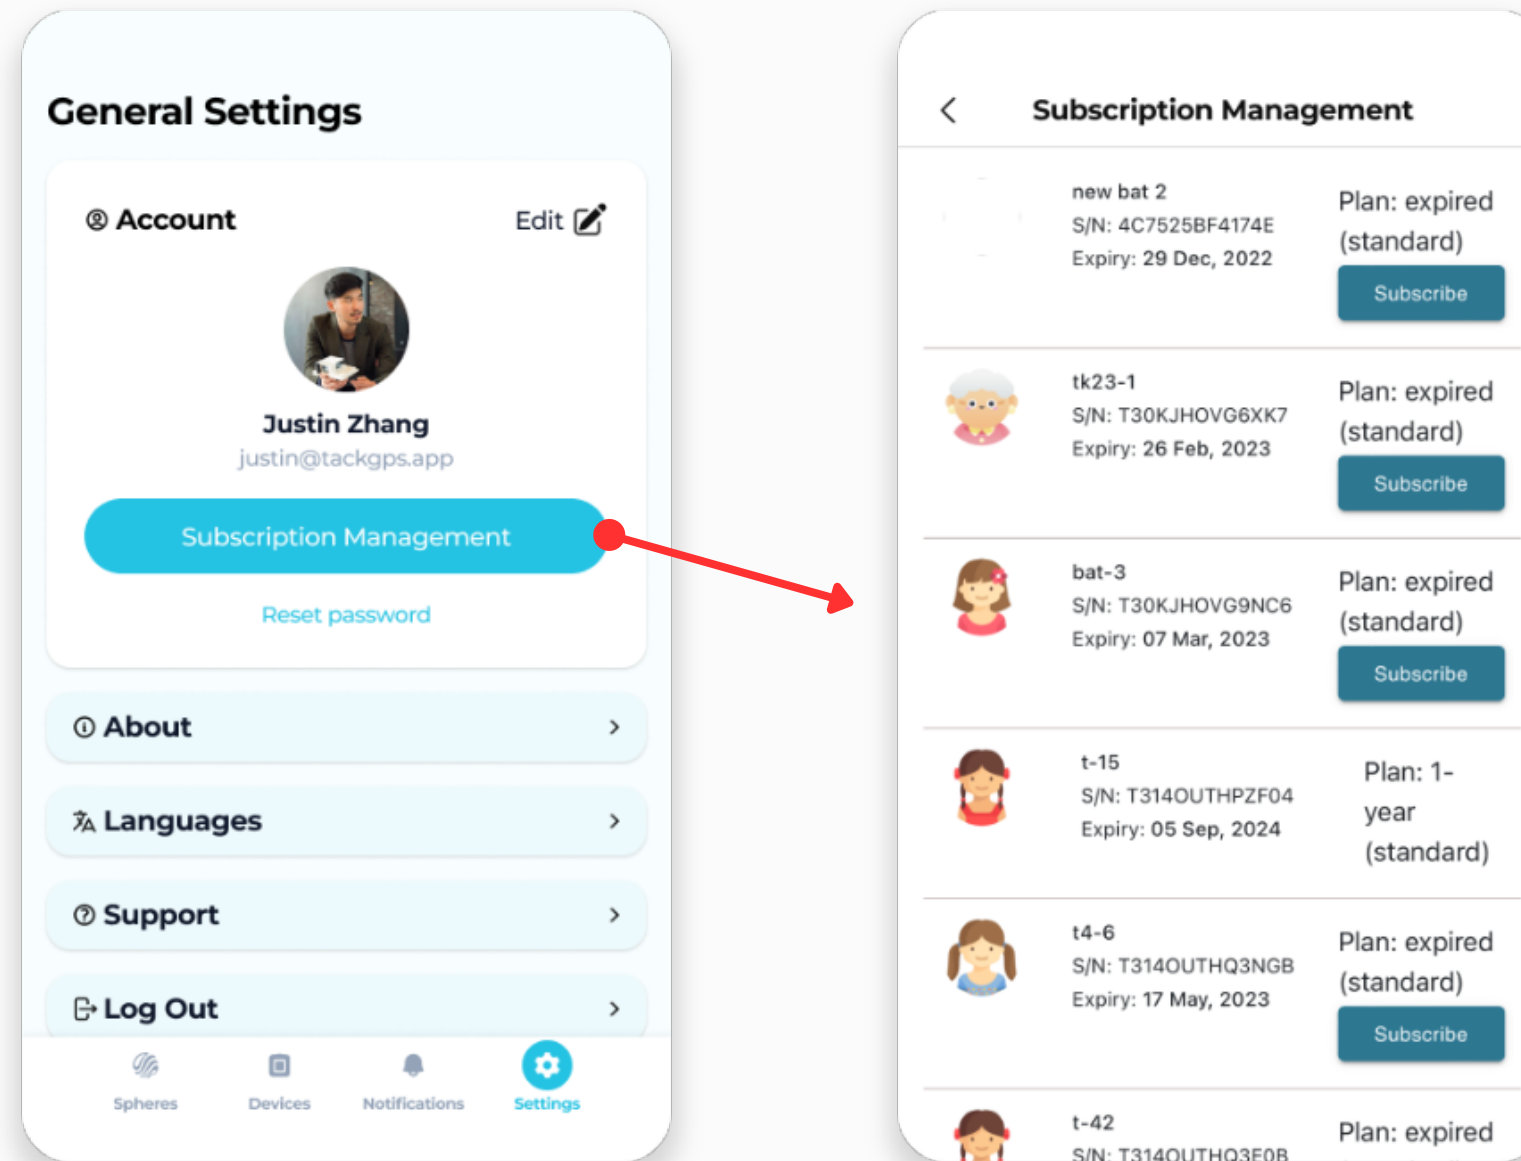 General Settings
Account
Edit
Justin Zhang
justin@tackgps.app
Subscription Management
Reset password
About
Languages
Support
Log Out
Spheres
Devices
Notifications
Settings
Subscription Management
new bat 2
S/N: 4C7525BF4174E
Expiry: 29 Dec, 2022
Plan: expired
(standard)
Subscribe
tk23-1
S/N: T30KJHOVG6XK7
Expiry: 26 Feb, 2023
Plan: expired
(standard)
Subscribe
bat-3
S/N: T30KJHOVG9NC6
Expiry: 07 Mar, 2023
Plan: expired
(standard)
Subscribe
t-15
S/N: T314OUTHPZF04
Expiry: 05 Sep, 2024
Plan: 1-
year
(standard)
t4-6
S/N: T314OUTHQ3NGB
Expiry: 17 May, 2023
Plan: expired
(standard)
Subscribe
t-42
S/N: T314OUTHQ3E0B
Plan: expired